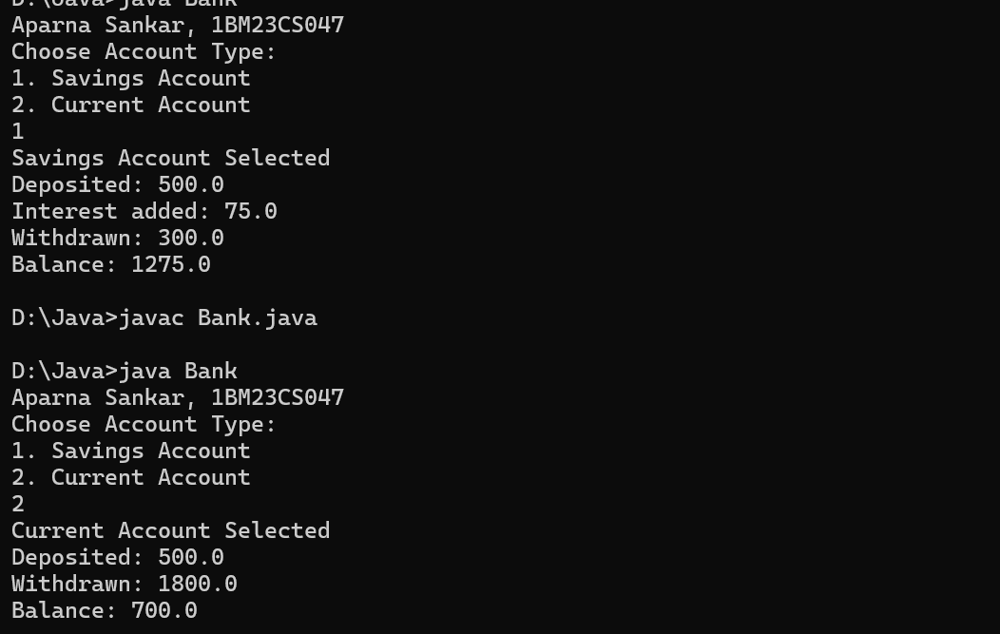 D:\Java>java Bank
Aparna Sankar, 1BM23CS047
Choose Account Type:
1. Savings Account
2. Current Account
1
Savings Account Selected
Deposited: 500.0
Interest added: 75.0
Withdrawn: 300.0
Balance: 1275.0
D:\Java>javac Bank.java
D:\Java>java Bank
Aparna Sankar, 1BM23CS047
Choose Account Type:
1. Savings Account
2. Current Account
2
Current Account Selected
Deposited: 500.0
Withdrawn: 1800.0
Balance: 700.0